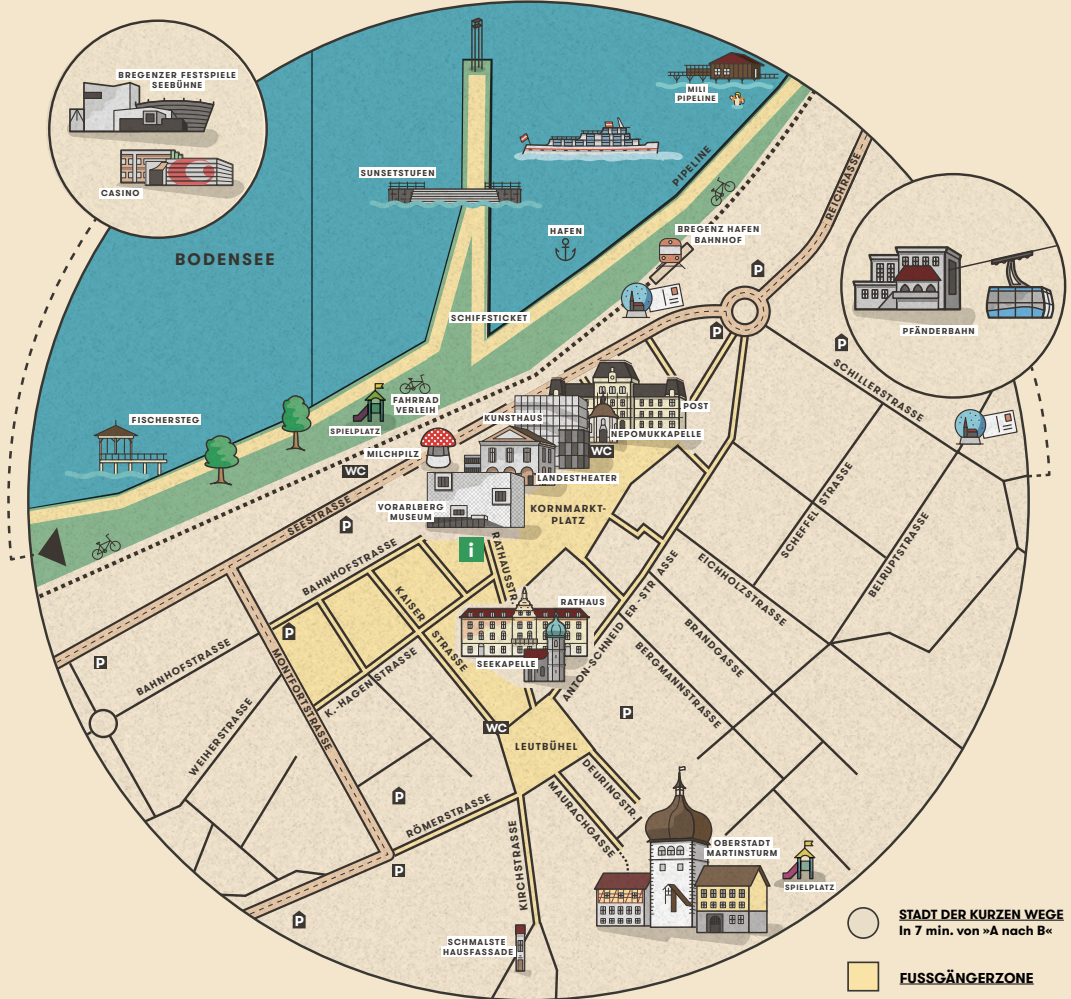 BREGENZER FESTSPIELE
SEEBÜHNE
CASINO
BODENSEE
SUNSETSTUFEN
MILI
PIPELINE
PIPELINE
HAFEN
BREGENZ HAFEN
BAHNHOF
REICHRASSE
P
P
P
PFÄNDERBAHN
SCHIFFSTICKET
SCHILLERSTRASSE
FISCHERSTEG
SPIELPLATZ
FAHRRAD
VERLEIH
MILCHPILZ
WC
KUNSTHAUS
POST
NEPOMUKKAPELLE
WC
LANDESTHEATER
VORARLBERG
MUSEUM
KORNMARKT-
PLATZ
SEESTRASSE
P
i
RATHAUSSTR.
BAHNHOFSTRASSE
KAISER STRASSE
RATHAUS
SEEKAPELLE
ANTON-SCHNEIDER-STRASSE
SCHEFFEL STRASSE
BELRUPTSTRASSE
EICHHOLZSTRASSE
BRANDGASSE
BERGMANNSTRASSE
P
P
BAHNHOFSTRASSE
MONTFORTSTRASSE
K.-HAGENSTRASSE
WEIHERSTRASSE
WC
LEUTBÜHEL
P
DEURINGSTR.
MAURACHGASSE
P
RÖMERSTRASSE
KIRCHSTRASSE
P
P
OBERSTADT
MARTINSTURM
SPIELPLATZ
SCHMALSTE
HAUSFASSADE
STADT DER KURZEN WEGE
In 7 min. von »A nach B«
FUSSGÄNGERZONE